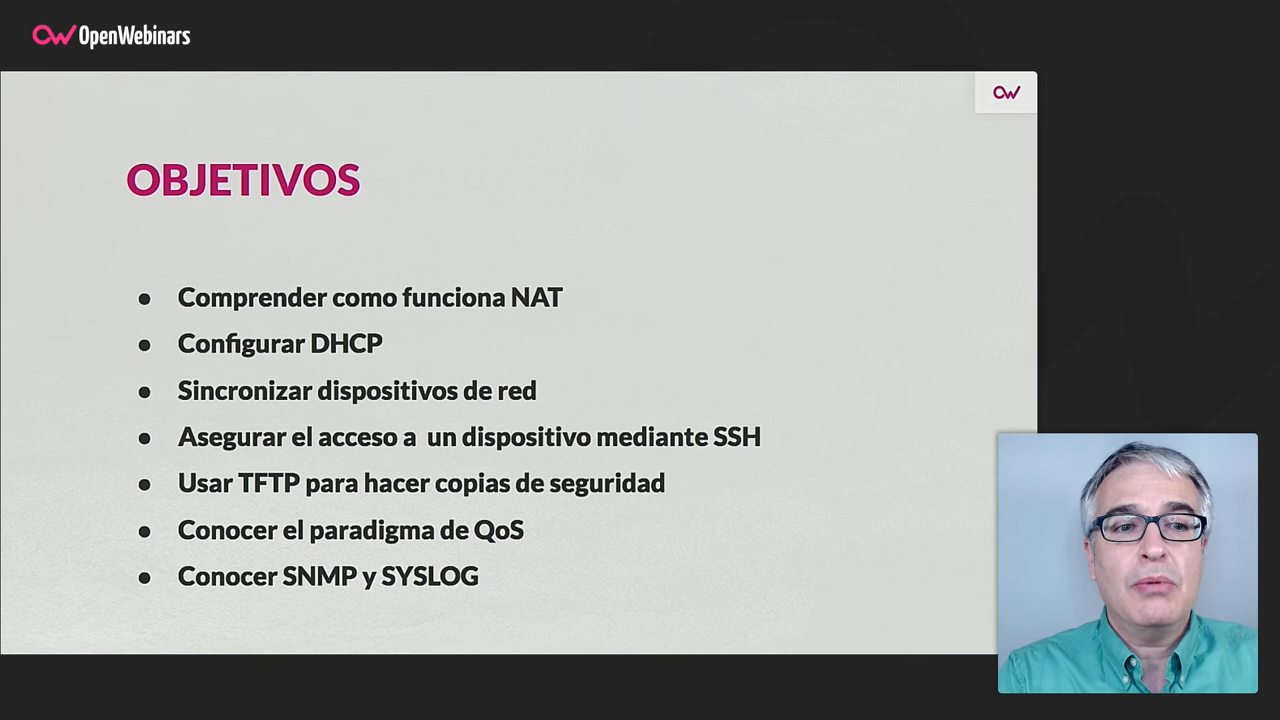 OpenWebinars
OBJETIVOS
● Comprender como funciona NAT
● Configurar DHCP
● Sincronizar dispositivos de red
● Asegurar el acceso a  un dispositivo mediante SSH
● Usar TFTP para hacer copias de seguridad
● Conocer el paradigma de QoS
● Conocer SNMP y SYSLOG